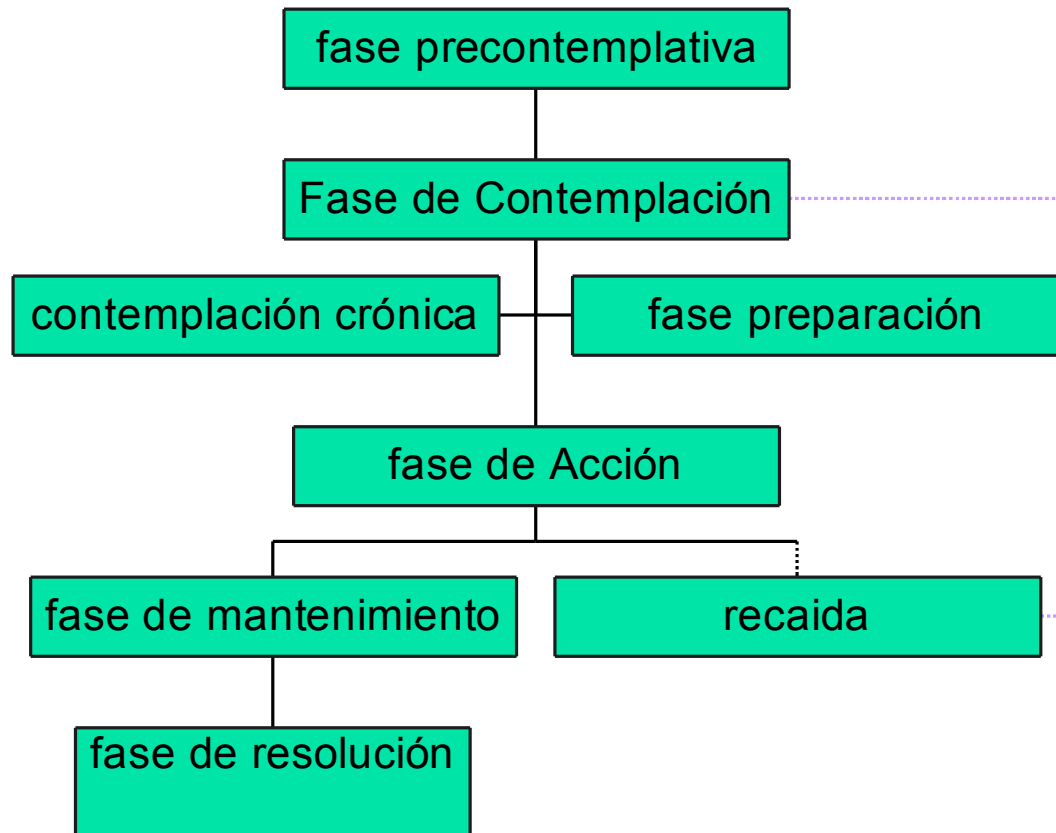 fase precontemplativa
Fase de Contemplación
contemplación crónica
fase preparación
fase de Acción
fase de mantenimiento
recaida
fase de resolución